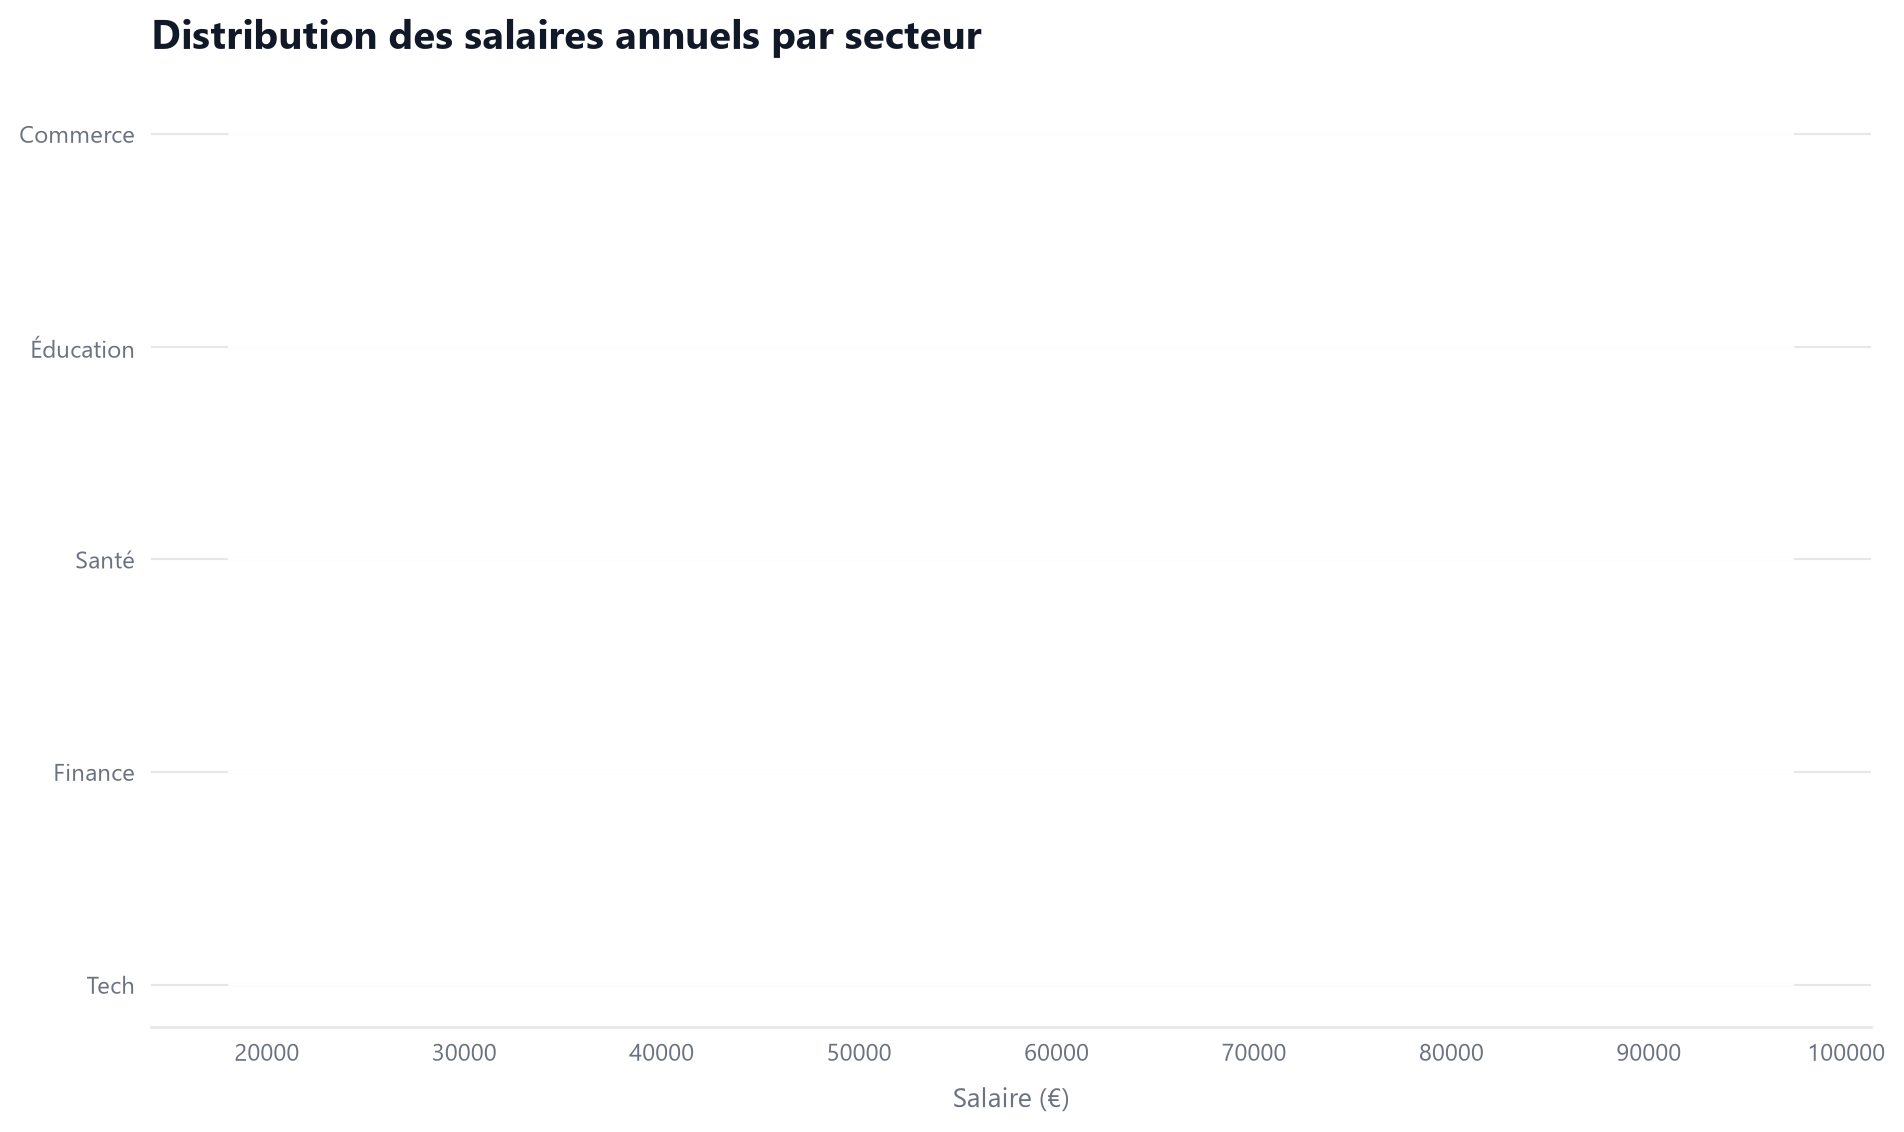 Distribution des salaires annuels par secteur
Commerce
Éducation
Santé
Finance
Tech
20000 30000 40000 50000 60000 70000 80000 90000 100000
Salaire (€)